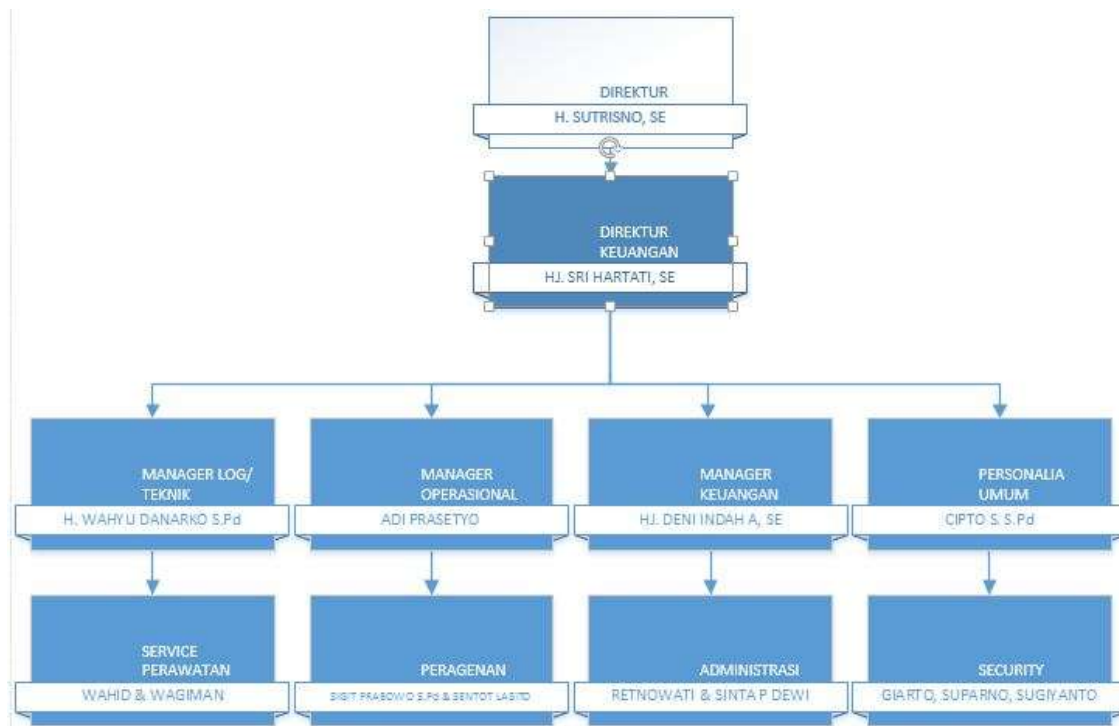 DIREKTUR
H. SUTRISNO, SE
DIREKTUR
KEUANGAN
HJ. SRI HARTATI, SE
MANAGER LOG/
TEKNIK
H. WAHYU DANARKO S.Pd
MANAGER
OPERASIONAL
ADI PRASETYO
MANAGER
KEUANGAN
HJ. DENI INDAH A, SE
PERSONALIA
UMUM
CIPTO S. S.Pd
SERVICE
PERAWATAN
WAHID & WAGIMAN
PERAGENAN
SIGIT PRABOWO S.Pd & SENTOT LASITO
ADMINISTRASI
RETNOWATI & SINTA P DEWI
SECURITY
GIARTO, SUPARNO, SUGIYANTO